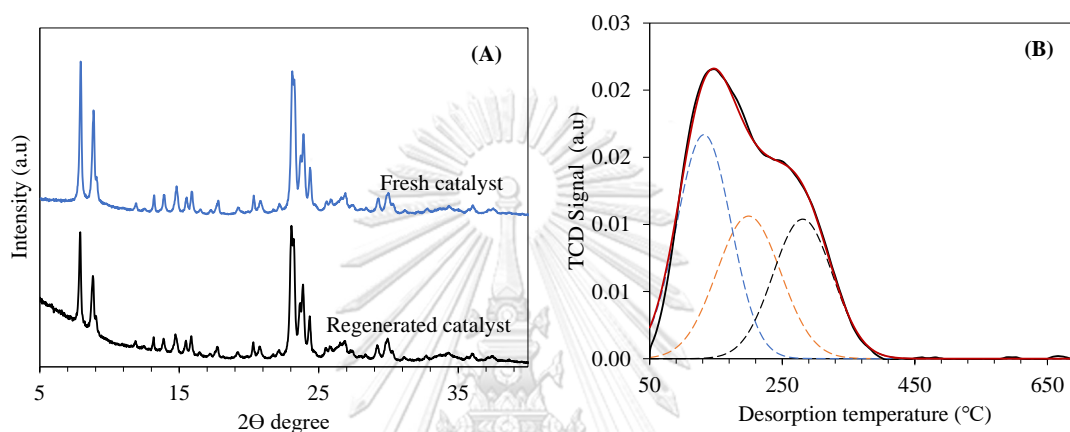 (A)
Intensity (a.u)
Fresh catalyst
Regenerated catalyst
5 15 25 35
2Θ degree
(B)
TCD Signal (a.u)
0.03
0.02
0.02
0.01
0.01
0.00
50 250 450 650
Desorption temperature (°C)